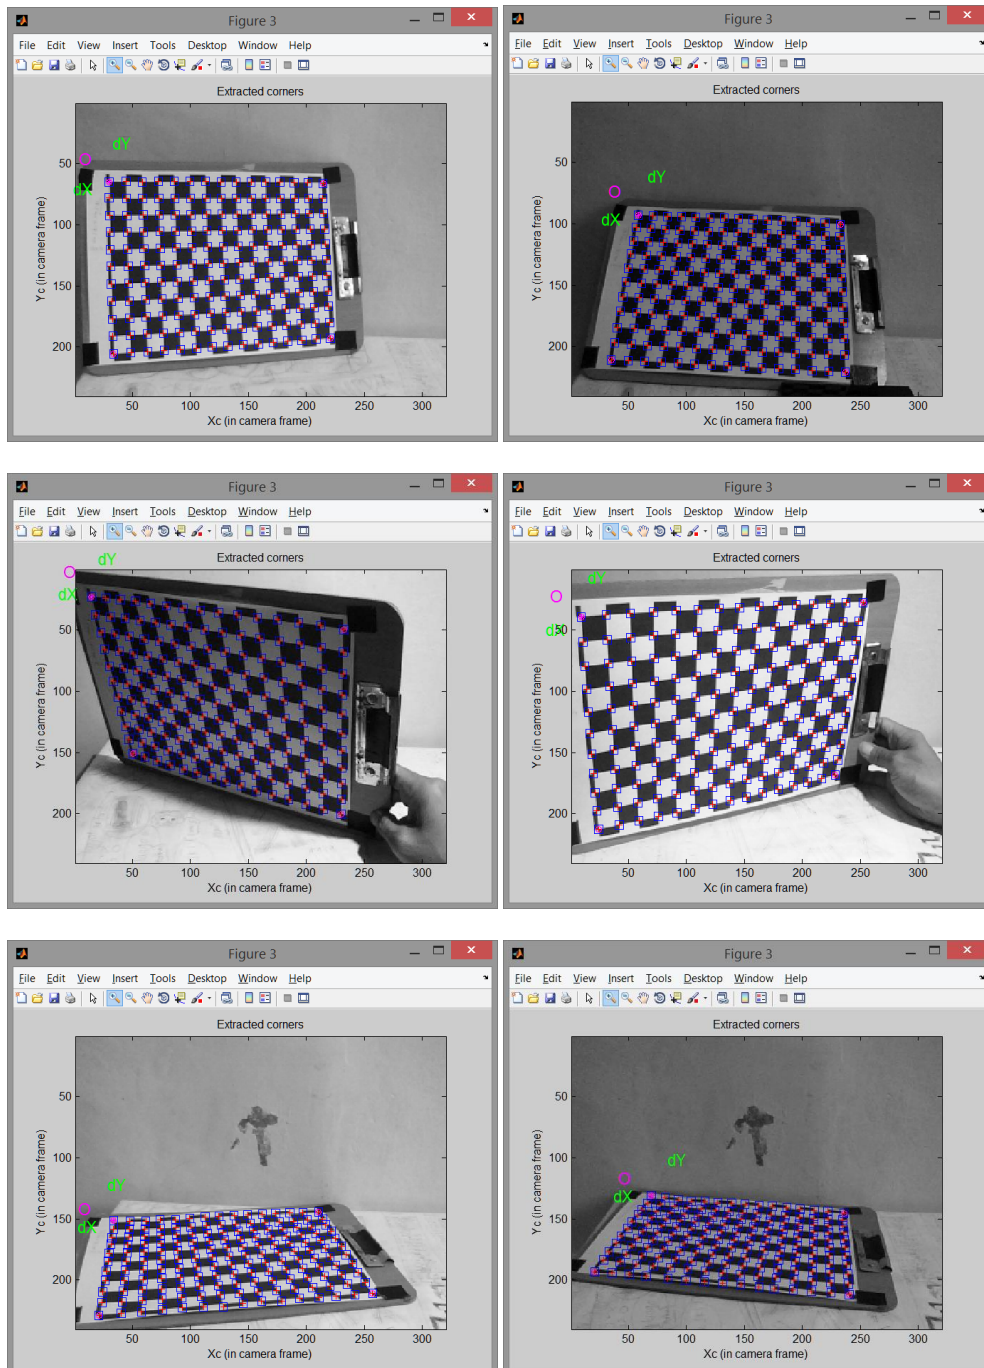 Figure 3
File Edit View Insert Tools Desktop Window Help
Extracted corners
dY
O
dX
50
100
150
200
Yc (in camera frame)
50 100 150 200 250 300
Xc (in camera frame)
Figure 3
File Edit View Insert Tools Desktop Window Help
Extracted corners
dY
O
dX
50
100
150
200
Yc (in camera frame)
50 100 150 200 250 300
Xc (in camera frame)
Figure 3
File Edit View Insert Tools Desktop Window Help
Extracted corners
dY
O
dX
50
100
150
200
Yc (in camera frame)
50 100 150 200 250 300
Xc (in camera frame)
Figure 3
File Edit View Insert Tools Desktop Window Help
Extracted corners
dY
O
50
100
150
200
Yc (in camera frame)
50 100 150 200 250 300
Xc (in camera frame)
Figure 3
File Edit View Insert Tools Desktop Window Help
Extracted corners
dY
O
dX
50
100
150
200
Yc (in camera frame)
50 100 150 200 250 300
Xc (in camera frame)
Figure 3
File Edit View Insert Tools Desktop Window Help
Extracted corners
dY
O
dX
50
100
150
200
Yc (in camera frame)
50 100 150 200 250 300
Xc (in camera frame)